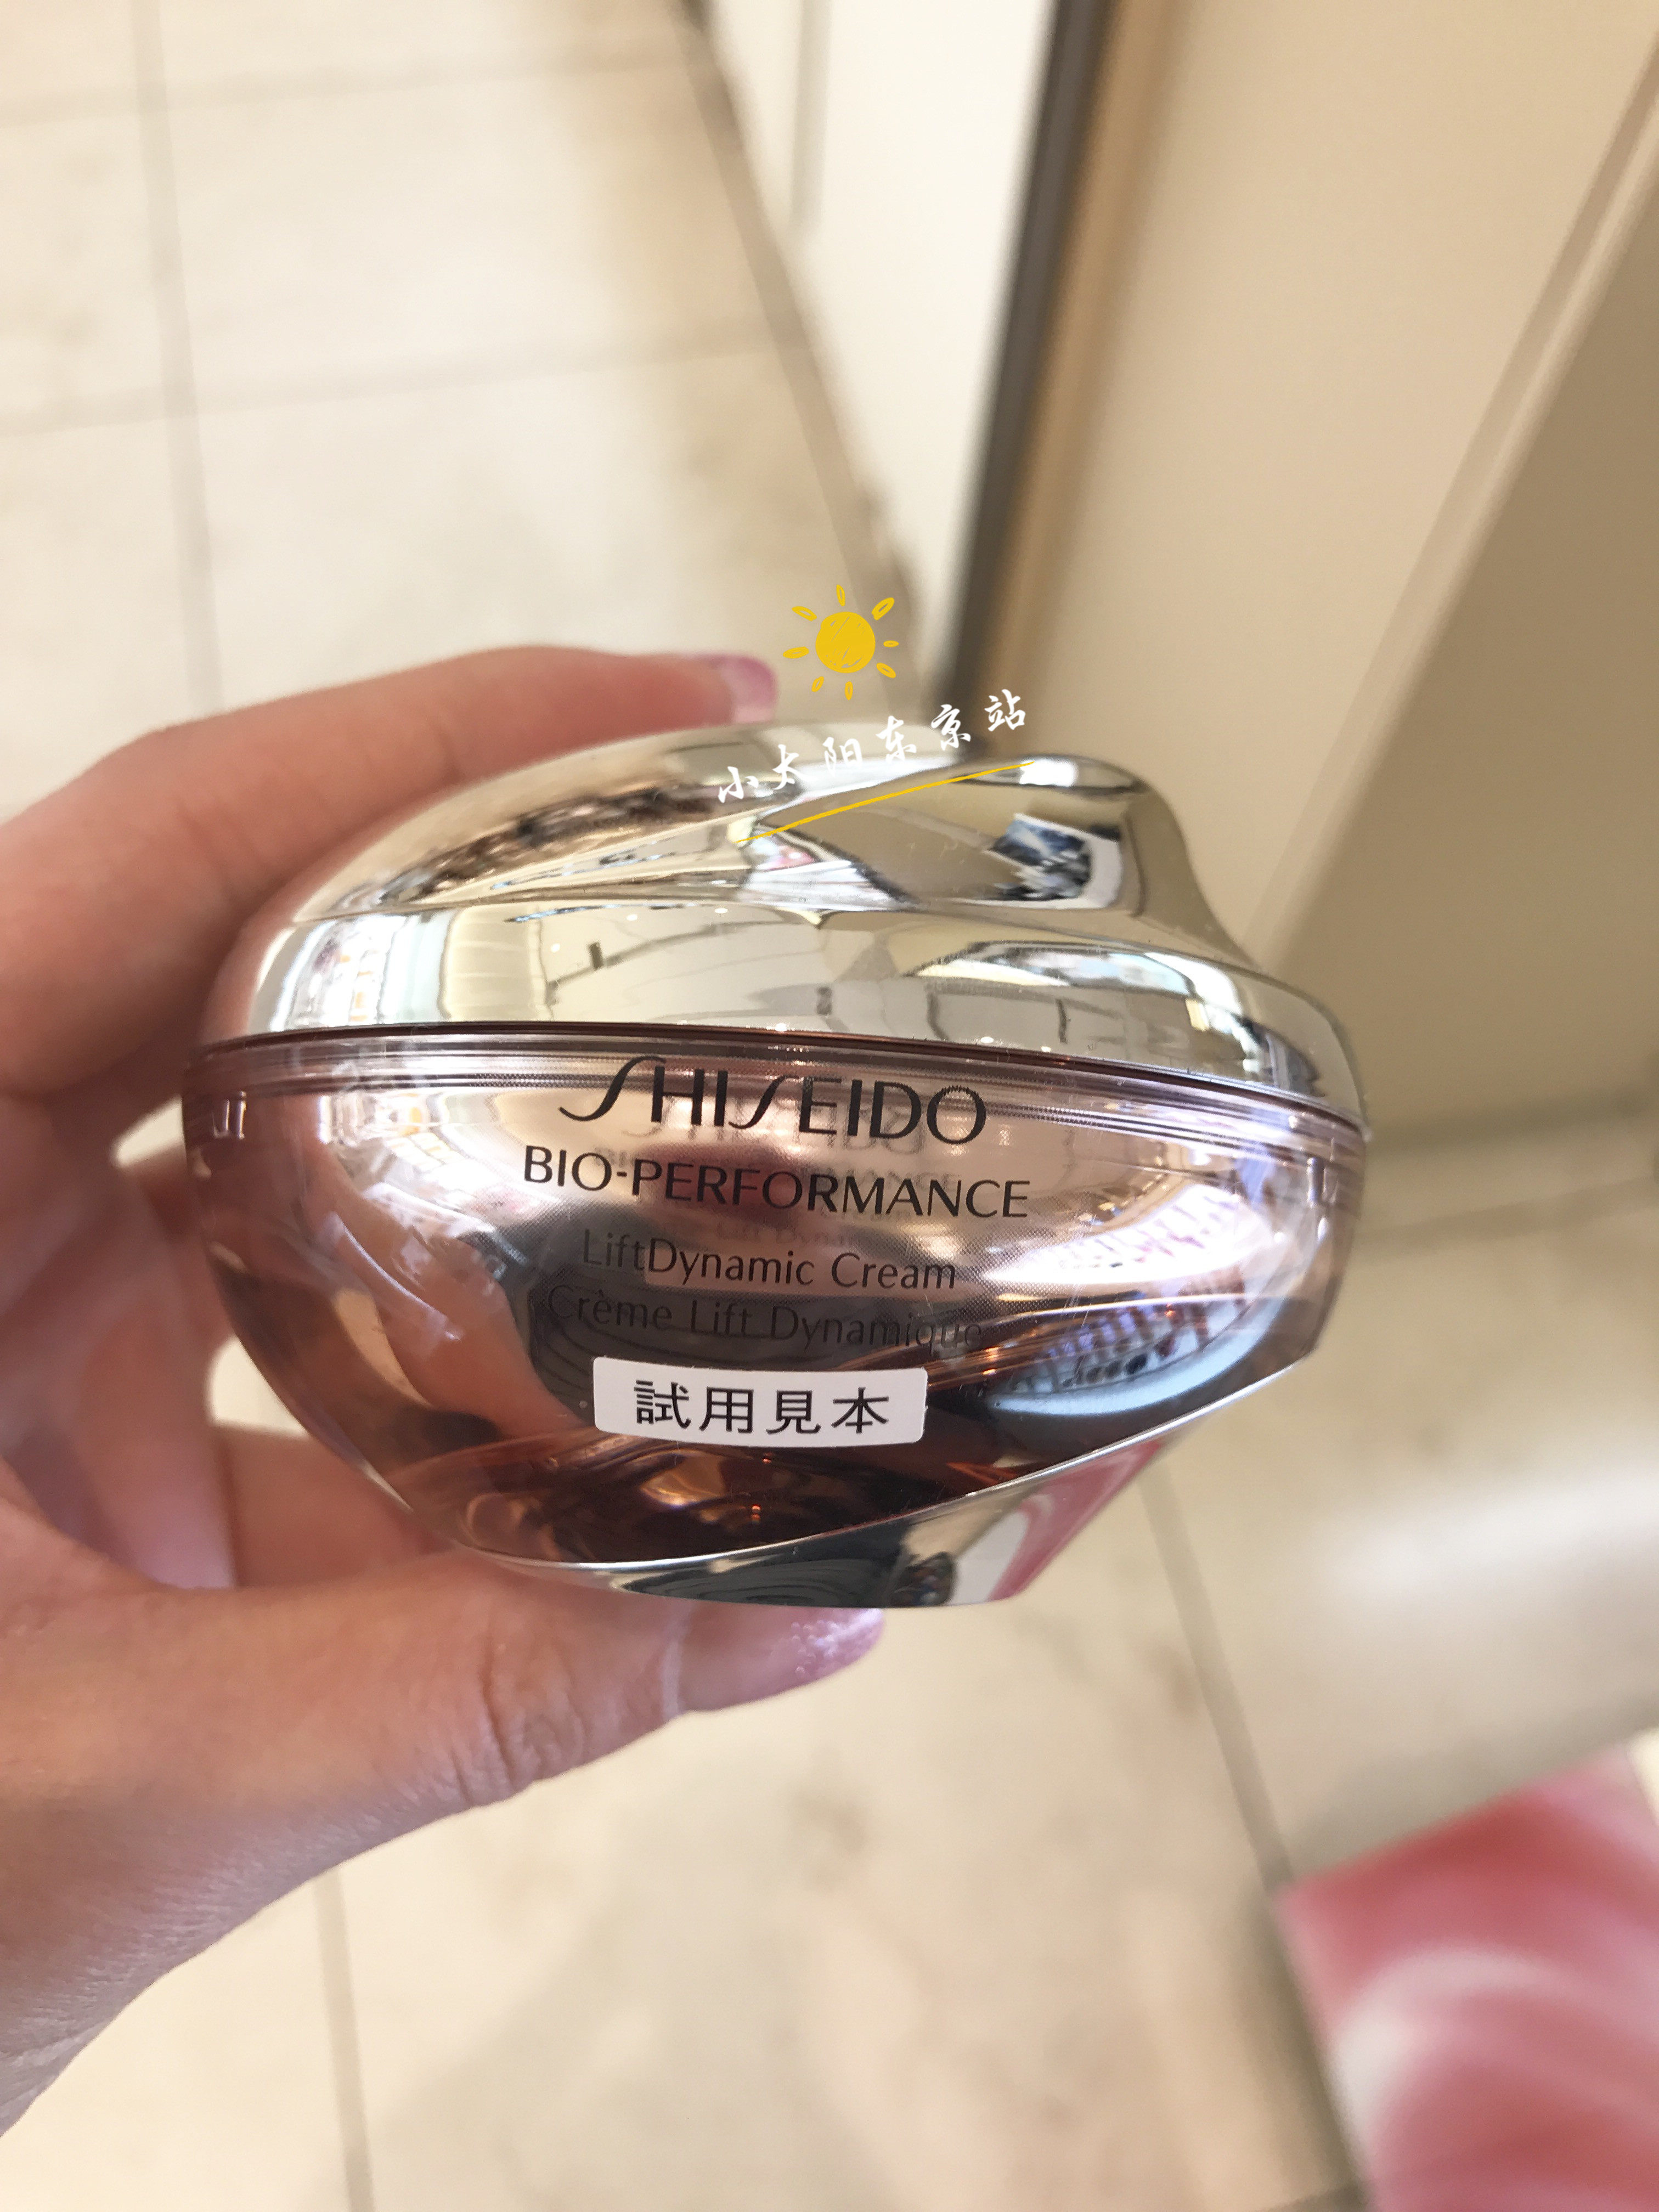 小太阳东京站
SHISEIDO
BIO-PERFORMANCE
LiftDynamic Cream
Crème Lift Dynamique
試用見本